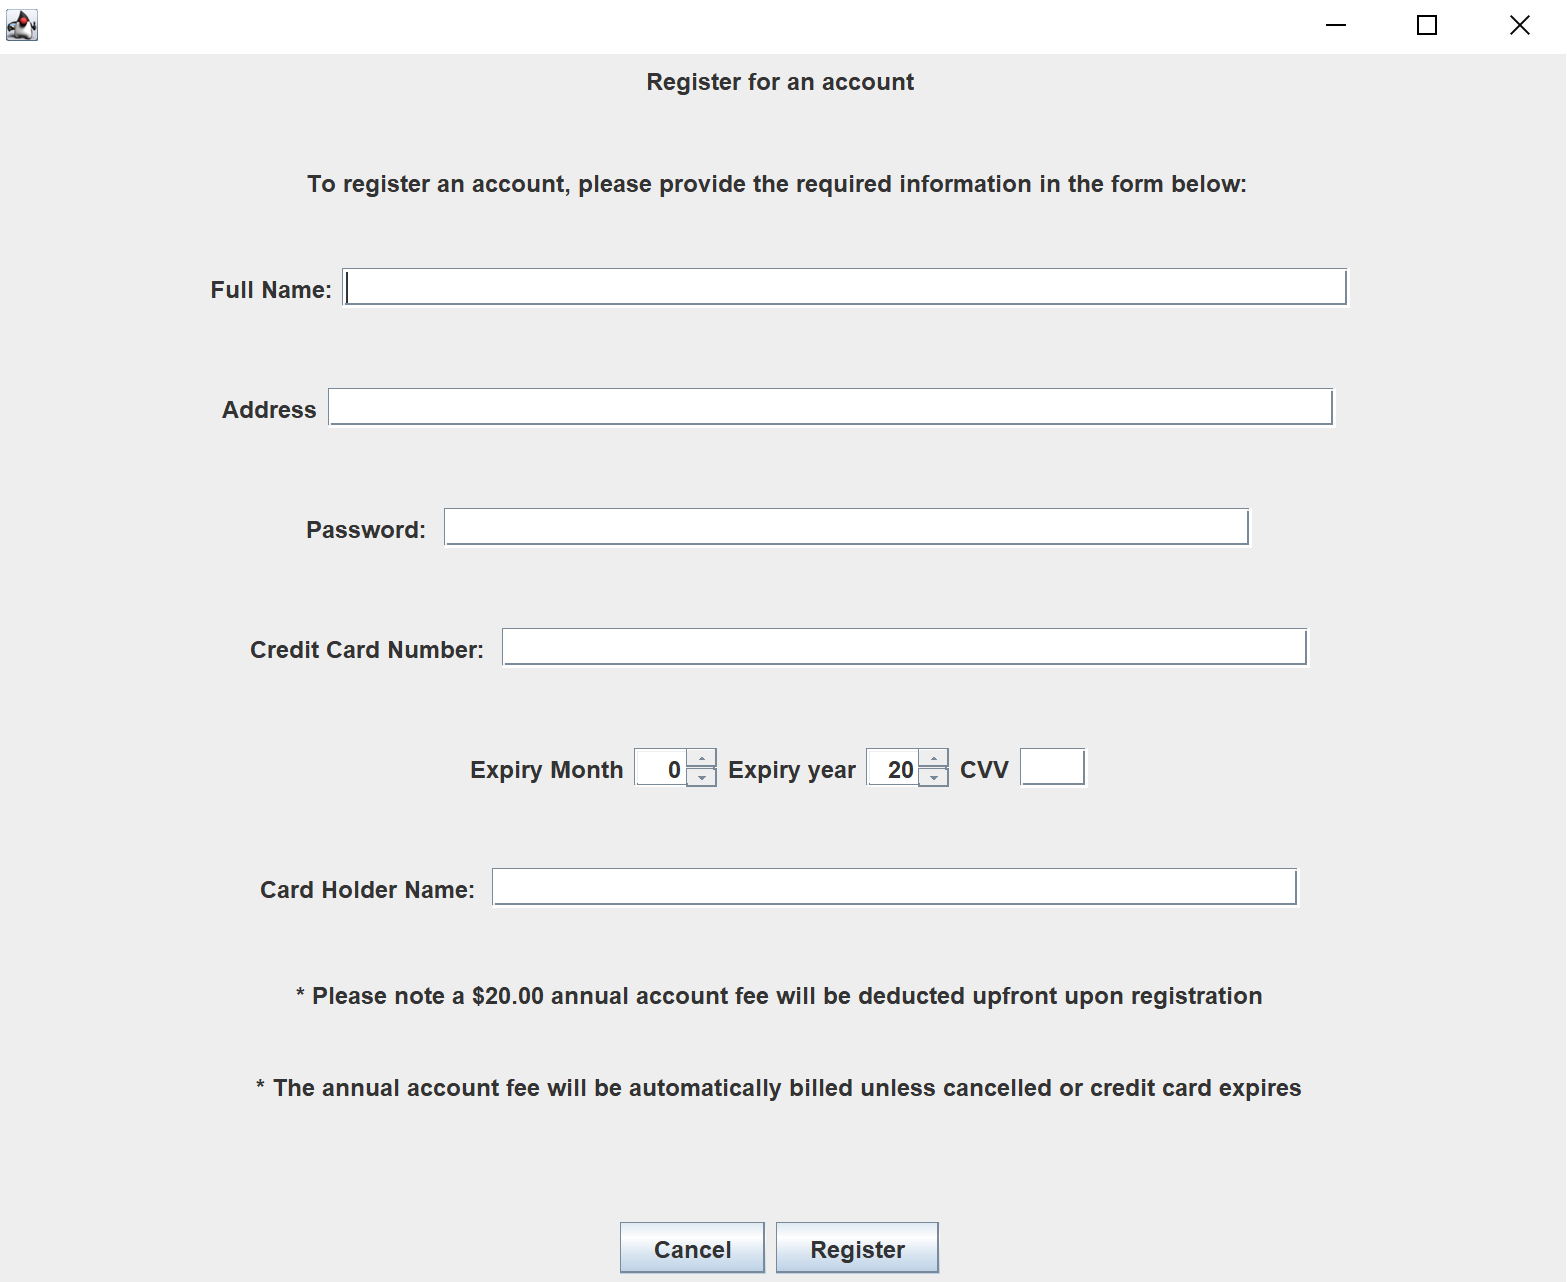 Register for an account
To register an account, please provide the required information in the form below:
Full Name:
Address
Password:
Credit Card Number:
Expiry Month 0 Expiry year 20 CVV
Card Holder Name:
* Please note a $20.00 annual account fee will be deducted upfront upon registration
* The annual account fee will be automatically billed unless cancelled or credit card expires
Cancel Register